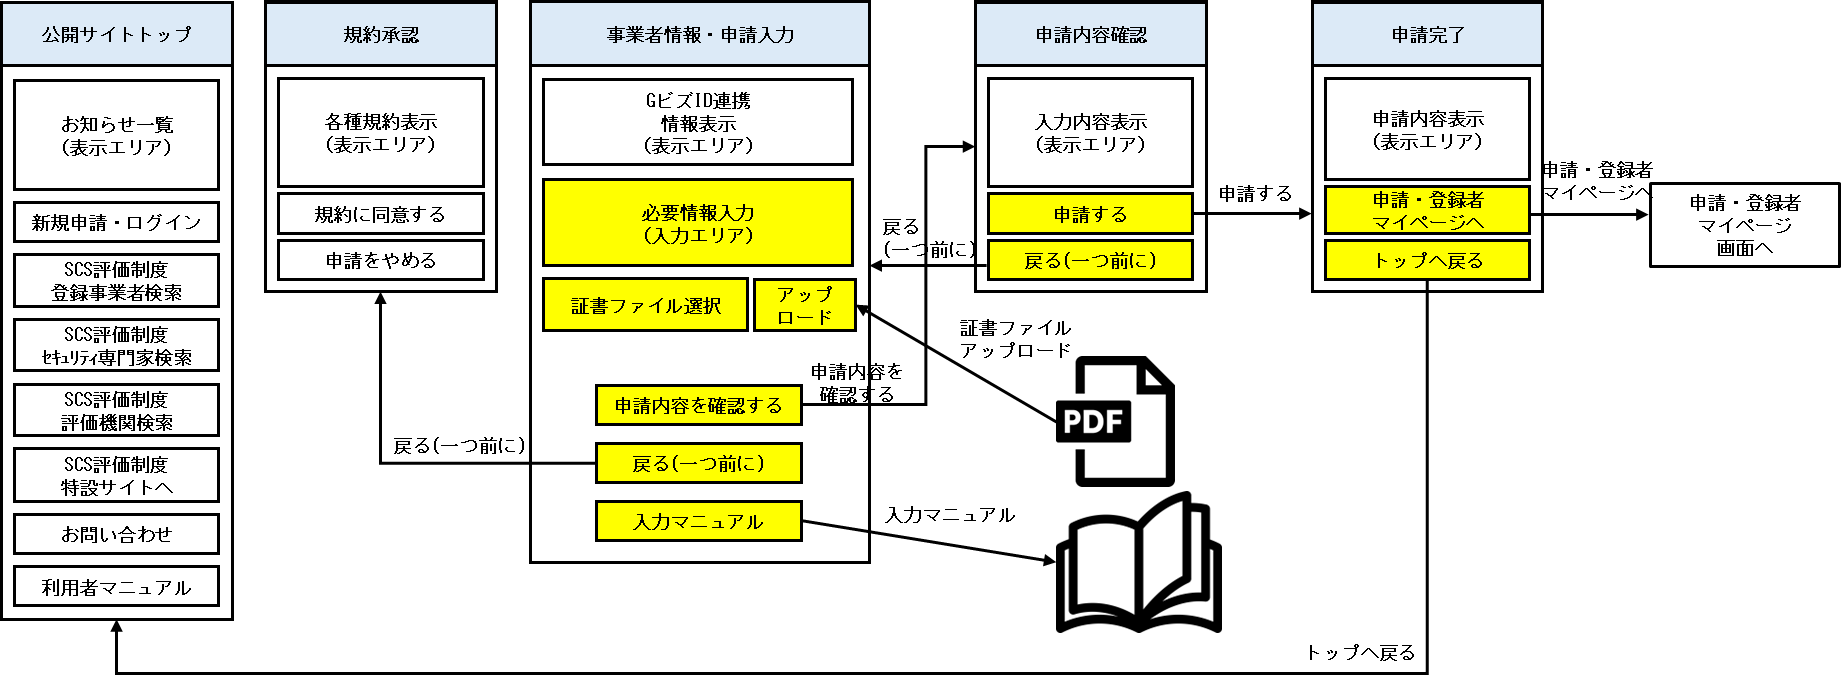 公開サイトトップ
お知らせ一覧
(表示エリア)
新規申請・ログイン
SCS評価制度
登録事業者検索
SCS評価制度
ｾｷｭﾘﾃｨ専門家検索
SCS評価制度
評価機関検索
SCS評価制度
特設サイトへ
お問い合わせ
利用者マニュアル
規約承認
各種規約表示
(表示エリア)
規約に同意する
申請をやめる
戻る(一つ前に)
事業者情報・申請入力
GビズID連携
情報表示
(表示エリア)
必要情報入力
(入力エリア)
証書ファイル選択
アップ
ロード
申請内容を確認する
戻る(一つ前に)
入力マニュアル
申請内容を
確認する
戻る
(一つ前に)
証書ファイル
アップロード
PDF
入力マニュアル
申請内容確認
入力内容表示
(表示エリア)
申請する
戻る(一つ前に)
申請する
申請完了
申請内容表示
(表示エリア)
申請・登録者
マイページへ
トップへ戻る
申請・登録者
マイページへ
申請・登録者
マイページ
画面へ
トップへ戻る